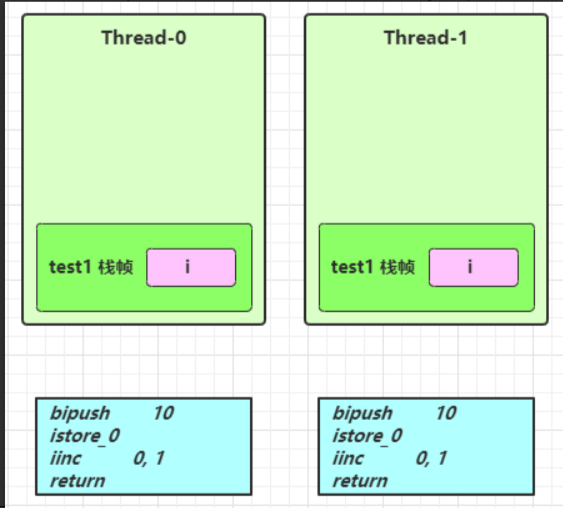 Thread-0
Thread-1
test1 栈帧
i
test1 栈帧
i
bipush 10
istore_0
iinc 0, 1
return
bipush 10
istore_0
iinc 0, 1
return